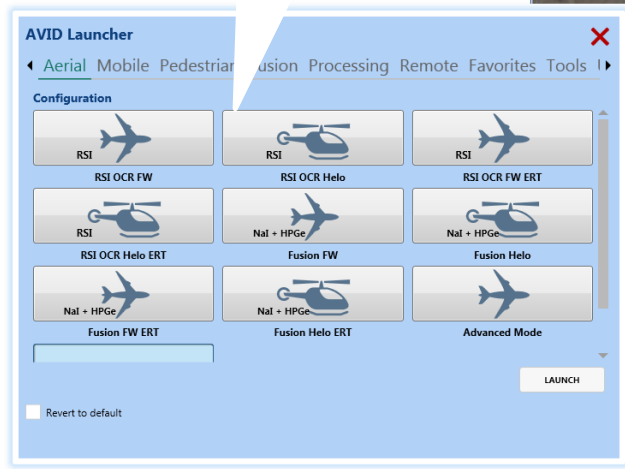 AVID Launcher
Aerial Mobile Pedestrian usion Processing Remote Favorites Tools
Configuration
RSI RSI RSI
RSI OCR FW RSI OCR Helo RSI OCR FW ERT
RSI NaI + HPGe NaI + HPGe
RSI OCR Helo ERT Fusion FW Fusion Helo
NaI + HPGe NaI + HPGe
Fusion FW ERT Fusion Helo ERT Advanced Mode
LAUNCH
Revert to default